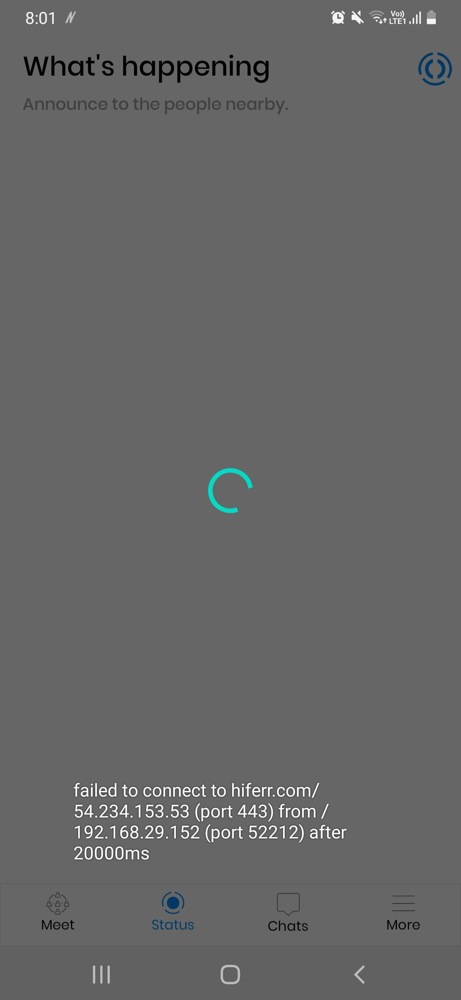 8:01
Vo))
LTE1
What's happening
Announce to the people nearby.
failed to connect to hiferr.com/
54.234.153.53 (port 443) from /
192.168.29.152 (port 52212) after
20000ms
Meet
Status
Chats
More